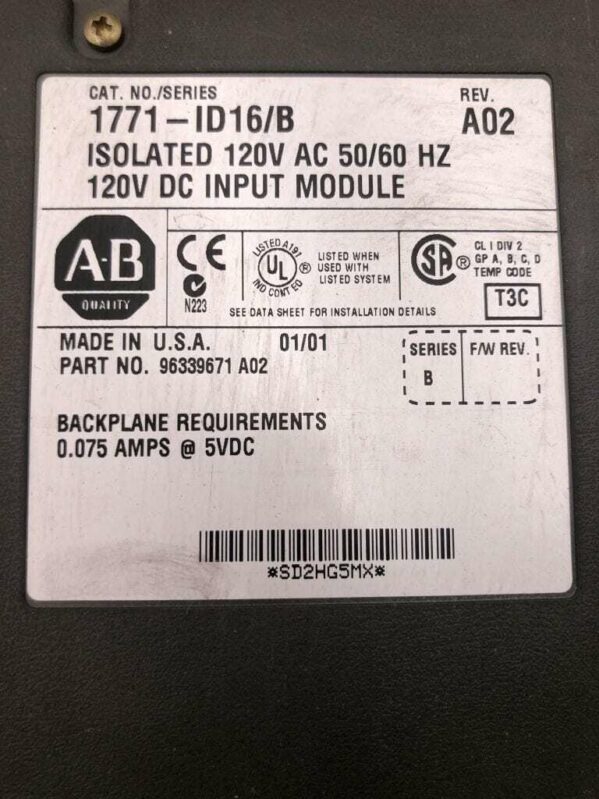 CAT. NO./SERIES
REV.
1771-ID16/B
A02
ISOLATED 120V AC 50/60 HZ
120V DC INPUT MODULE
A-B
QUALITY
CE
N223
LISTED A191
UL
®
IND CONT EQ
LISTED WHEN
USED WITH
LISTED SYSTEM
SA
®
CL I DIV 2
GP A, B, C, D
TEMP CODE
T3C
SEE DATA SHEET FOR INSTALLATION DETAILS
MADE IN U.S.A. 01/01
PART NO. 96339671 A02
SERIES
B
F/W REV.
BACKPLANE REQUIREMENTS
0.075 AMPS @ 5VDC
*SD2HG5MX*